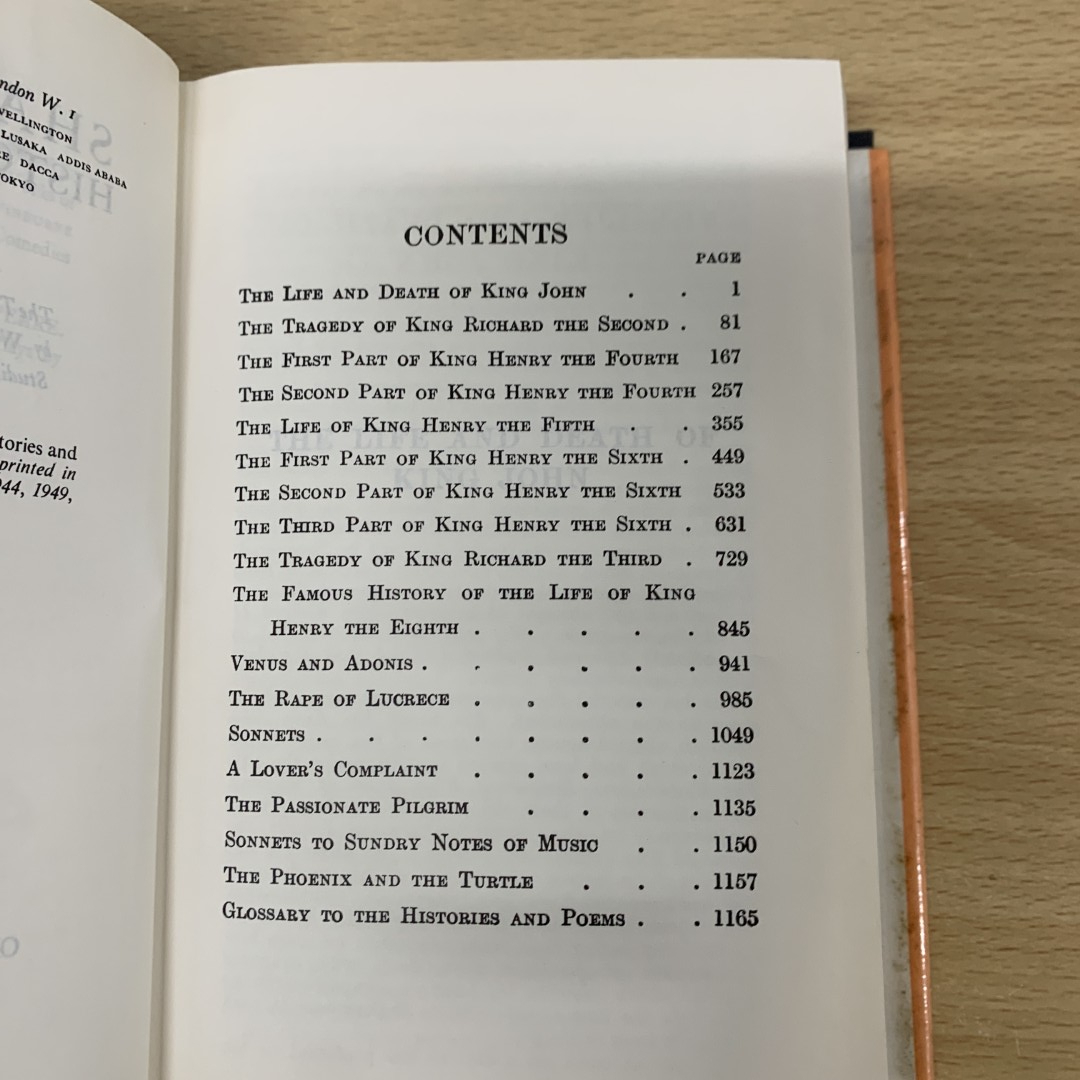 ndon W. 1
WELLINGTON
LUSAKA ADDIS ABABA
DACCA
TOKYO
tories and
printed in
44, 1949,
CONTENTS
PAGE
THE LIFE AND DEATH OF KING JOHN . . 1
THE TRAGEDY OF KING RICHARD THE SECOND . 81
THE FIRST PART OF KING HENRY THE FOURTH 167
THE SECOND PART OF KING HENRY THE FOURTH 257
THE LIFE OF KING HENRY THE FIFTH . . 355
THE FIRST PART OF KING HENRY THE SIXTH . 449
THE SECOND PART OF KING HENRY THE SIXTH 533
THE THIRD PART OF KING HENRY THE SIXTH . 631
THE TRAGEDY OF KING RICHARD THE THIRD . 729
THE FAMOUS HISTORY OF THE LIFE OF KING
HENRY THE EIGHTH . . . . . 845
VENUS AND ADONIS . . . . . . 941
THE RAPE OF LUCRECE . . . . . 985
SONNETS . . . . . . . . 1049
A LOVER'S COMPLAINT . . . . . 1123
THE PASSIONATE PILGRIM . . . . 1135
SONNETS TO SUNDRY NOTES OF MUSIC . . 1150
THE PHOENIX AND THE TURTLE . . . 1157
GLOSSARY TO THE HISTORIES AND POEMS . . 1165